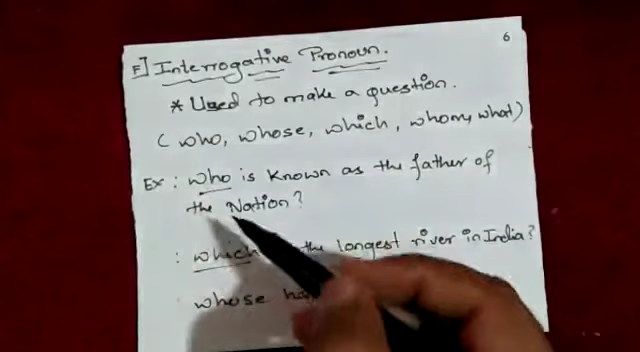 6
F] Interrogative Pronoun.
* Used to make a question.
( who, whose, which, whom, what)
Ex : who is known as the father of
the Nation?
: which the longest river in India?
whose